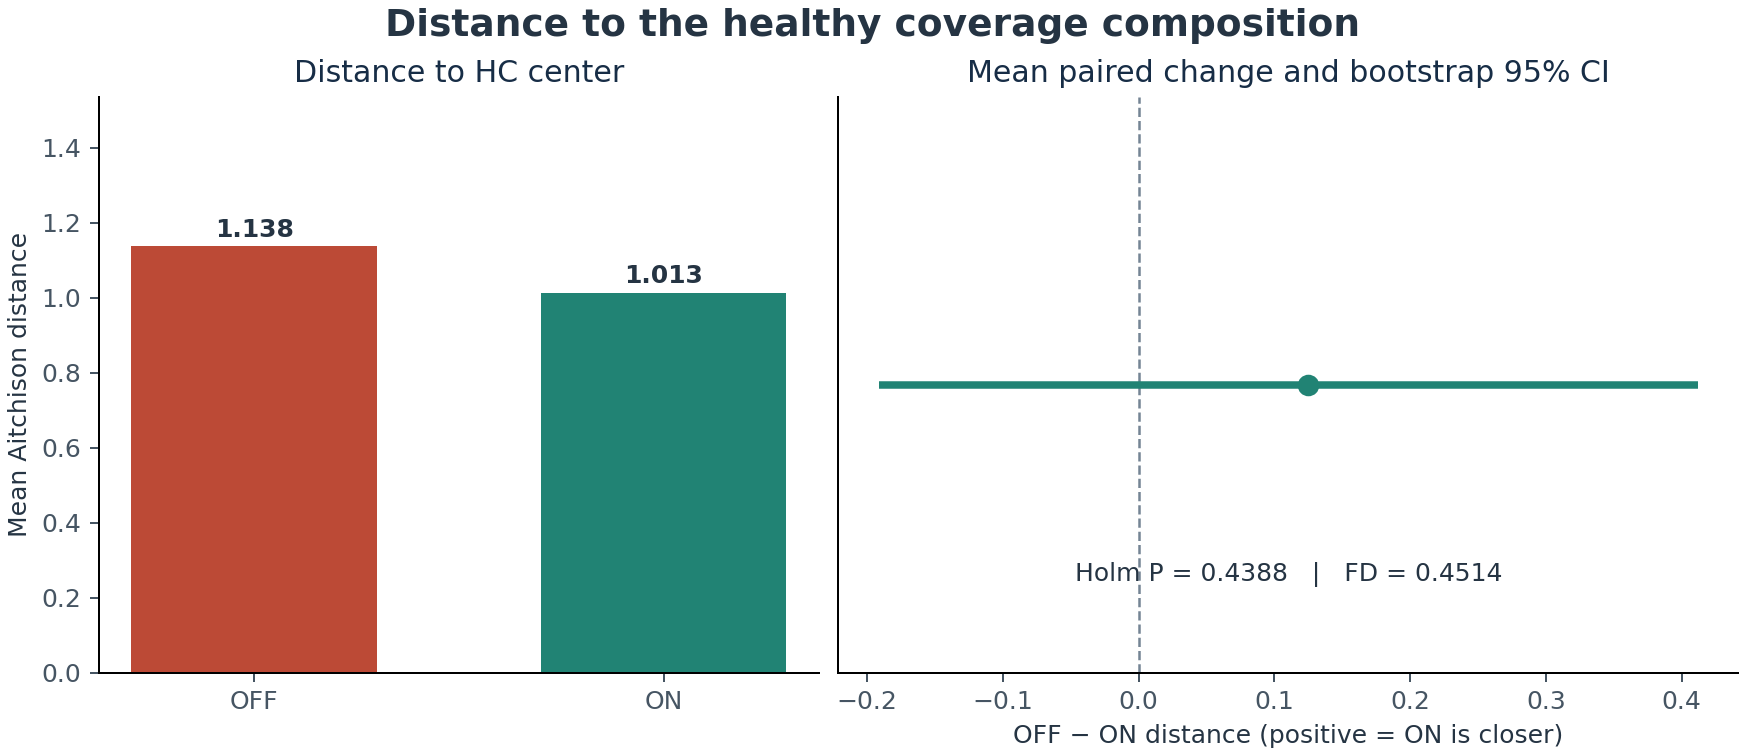 Distance to the healthy coverage composition
Distance to HC center
Mean Aitchison distance
1.4
1.2
1.0
0.8
0.6
0.4
0.2
0.0
1.138
1.013
OFF
ON
Mean paired change and bootstrap 95% CI
Holm P = 0.4388 | FD = 0.4514
−0.2
−0.1
0.0
0.1
0.2
0.3
0.4
OFF − ON distance (positive = ON is closer)